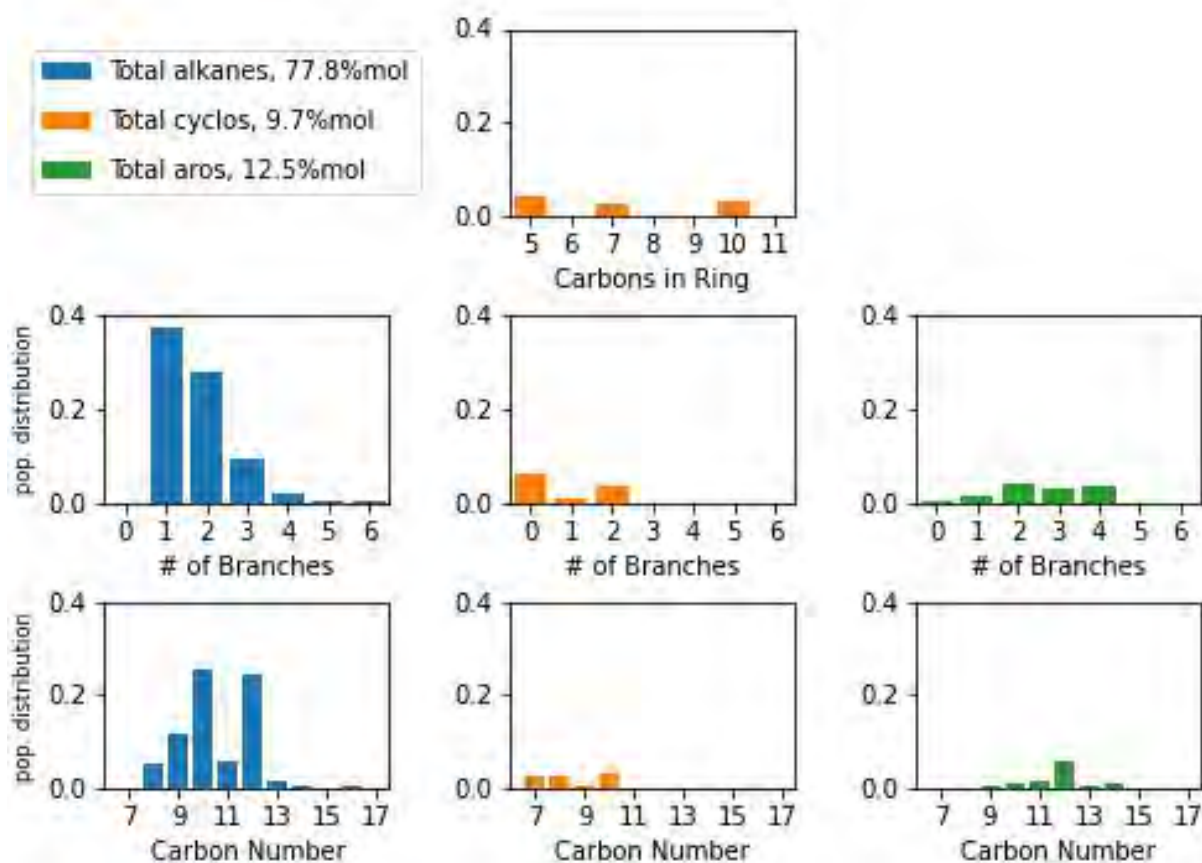 Total alkanes, 77.8%mol
Total cyclos, 9.7%mol
Total aros, 12.5%mol
0.4
0.2
0.0
5 6 7 8 9 10 11
Carbons in Ring
pop. distribution
0.4
0.2
0.0
0 1 2 3 4 5 6
# of Branches
0.4
0.2
0.0
0 1 2 3 4 5 6
# of Branches
0.4
0.2
0.0
0 1 2 3 4 5 6
# of Branches
pop. distribution
0.4
0.2
0.0
7 9 11 13 15 17
Carbon Number
0.4
0.2
0.0
7 9 11 13 15 17
Carbon Number
0.4
0.2
0.0
7 9 11 13 15 17
Carbon Number